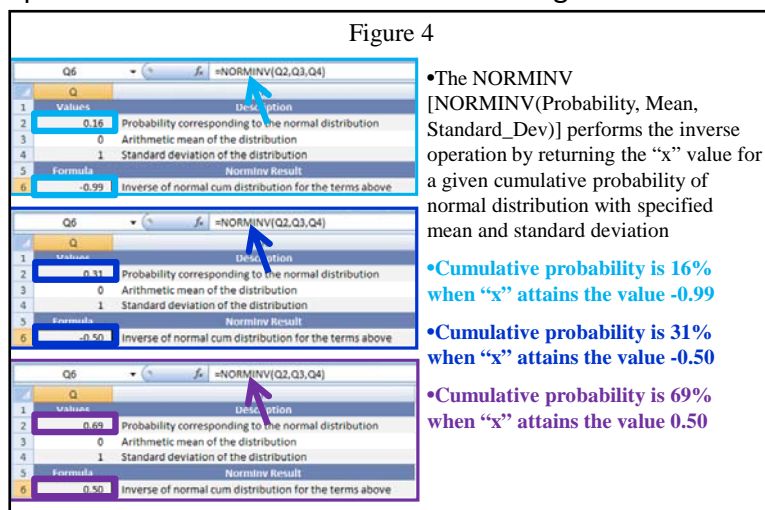 Figure 4
Q6 fx =NORMINV(Q2,Q3,Q4)
Q
1 Values Description
2 0.16 Probability corresponding to the normal distribution
3 0 Arithmetic mean of the distribution
4 1 Standard deviation of the distribution
5 Formula NormInv Result
6 -0.99 Inverse of normal cum distribution for the terms above
Q6 fx =NORMINV(Q2,Q3,Q4)
Q
1 Values Description
2 0.31 Probability corresponding to the normal distribution
3 0 Arithmetic mean of the distribution
4 1 Standard deviation of the distribution
5 Formula NormInv Result
6 -0.50 Inverse of normal cum distribution for the terms above
Q6 fx =NORMINV(Q2,Q3,Q4)
Q
1 Values Description
2 0.69 Probability corresponding to the normal distribution
3 0 Arithmetic mean of the distribution
4 1 Standard deviation of the distribution
5 Formula NormInv Result
6 0.50 Inverse of normal cum distribution for the terms above
•The NORMINV
[NORMINV(Probability, Mean,
Standard_Dev)] performs the inverse
operation by returning the “x” value for
a given cumulative probability of
normal distribution with specified
mean and standard deviation
•Cumulative probability is 16%
when “x” attains the value -0.99
•Cumulative probability is 31%
when “x” attains the value -0.50
•Cumulative probability is 69%
when “x” attains the value 0.50